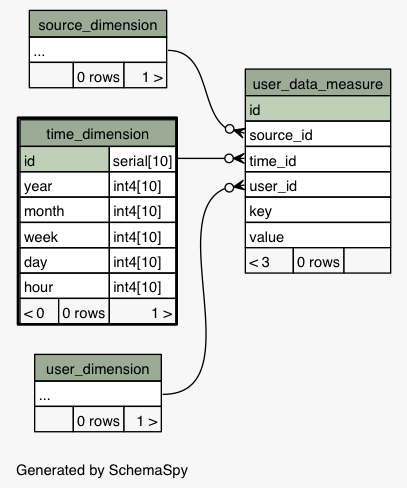 source_dimension
...
0 rows 1 >
time_dimension
id serial[10]
year int4[10]
month int4[10]
week int4[10]
day int4[10]
hour int4[10]
< 0 0 rows 1 >
user_dimension
...
0 rows 1 >
user_data_measure
id
source_id
time_id
user_id
key
value
< 3 0 rows
Generated by SchemaSpy